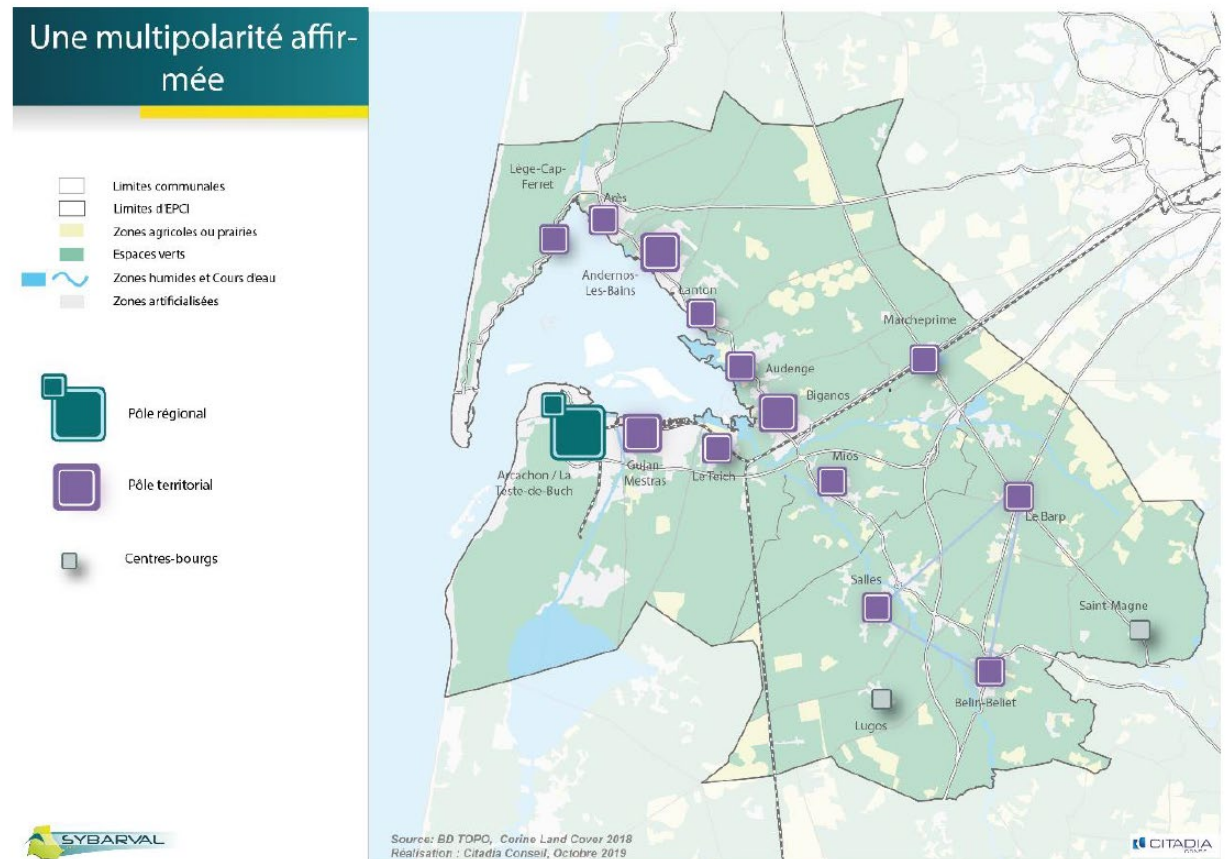 Une multipolarité affir-
mée
Limites communales
Limites d'EPCI
Zones agricoles ou prairies
Espaces verts
Zones humides et Cours d'eau
Zones artificialisées
Pôle régional
Pôle territorial
Centres-bourgs
SYBARVAL
Lège-Cap-
Ferret
Arès
Andernos-
Les-Bains
Lanton
Marcheprime
Audenge
Biganos
Arcachon / La
Teste-de-Buch
Gujan-
Mestras
Le Teich
Mios
Le Barp
Salles
Saint-Magne
Belin-Beliet
Lugos
Source: BD TOPO, Corine Land Cover 2018
Réalisation : Citadia Conseil, Octobre 2019
CITADIA